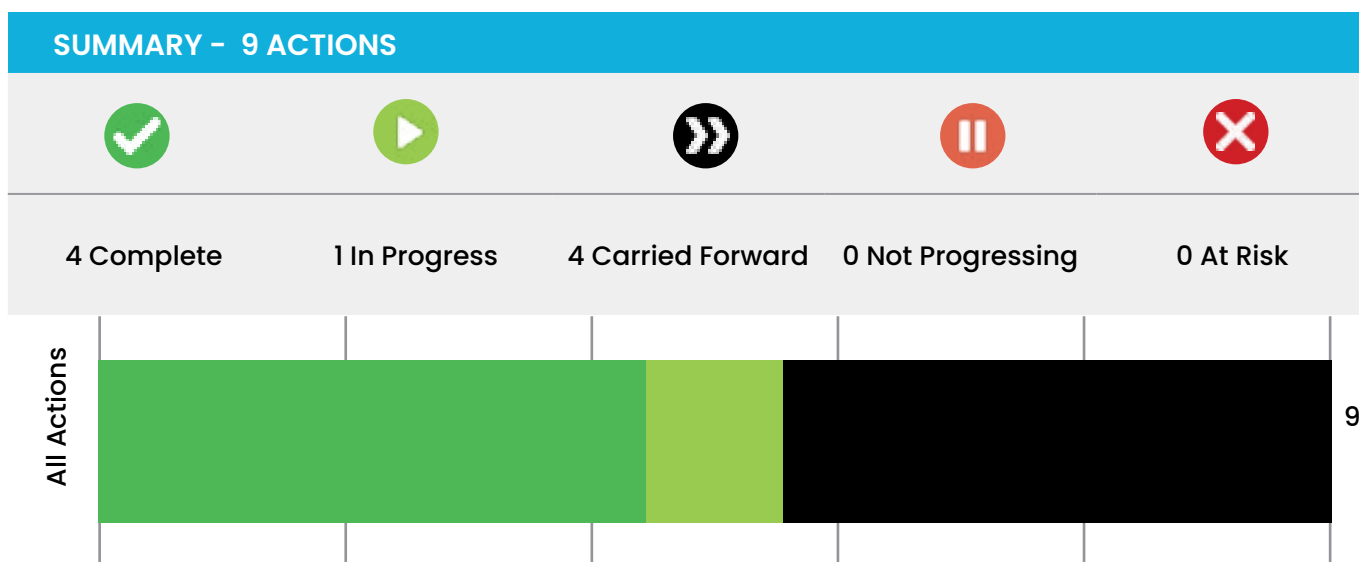 SUMMARY - 9 ACTIONS
4 Complete
1 In Progress
4 Carried Forward
0 Not Progressing
0 At Risk
All Actions
9